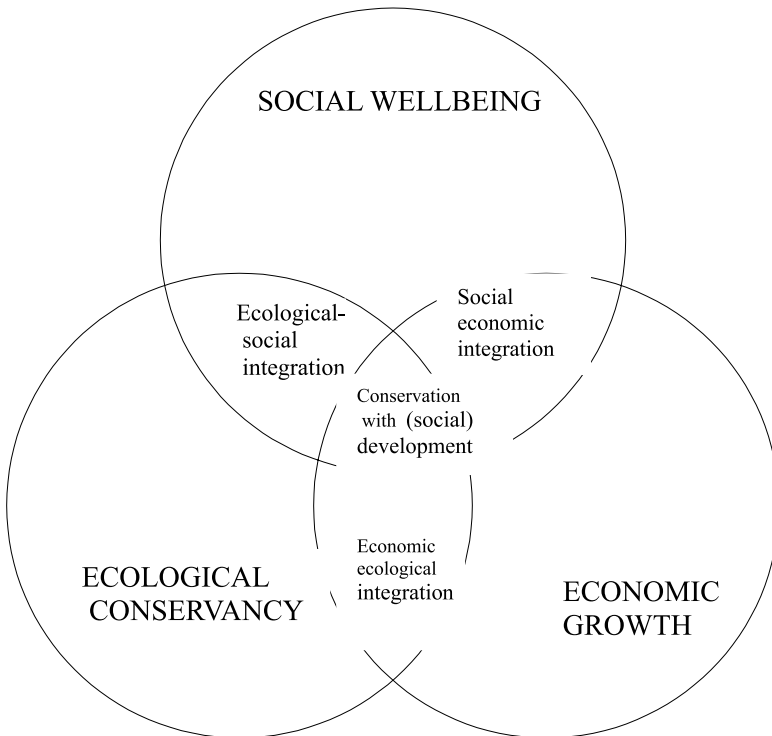 SOCIAL WELLBEING
Ecological-
social
integration
Social
economic
integration
Conservation
with (social)
development
Economic
ecological
integration
ECOLOGICAL
CONSERVANCY
ECONOMIC
GROWTH